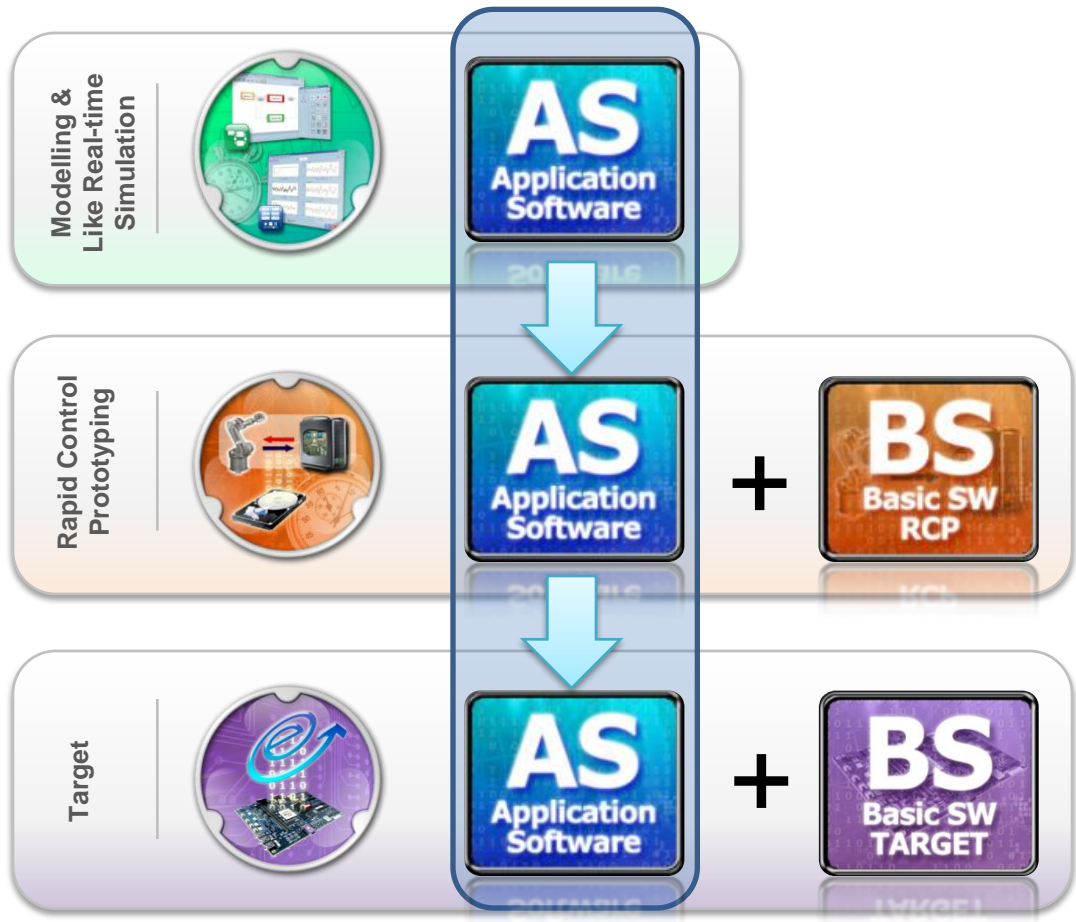 Modelling &
Like Real-time
Simulation
AS
Application
Software
Rapid Control
Prototyping
AS
Application
Software
+
BS
Basic SW
RCP
Target
AS
Application
Software
+
BS
Basic SW
TARGET